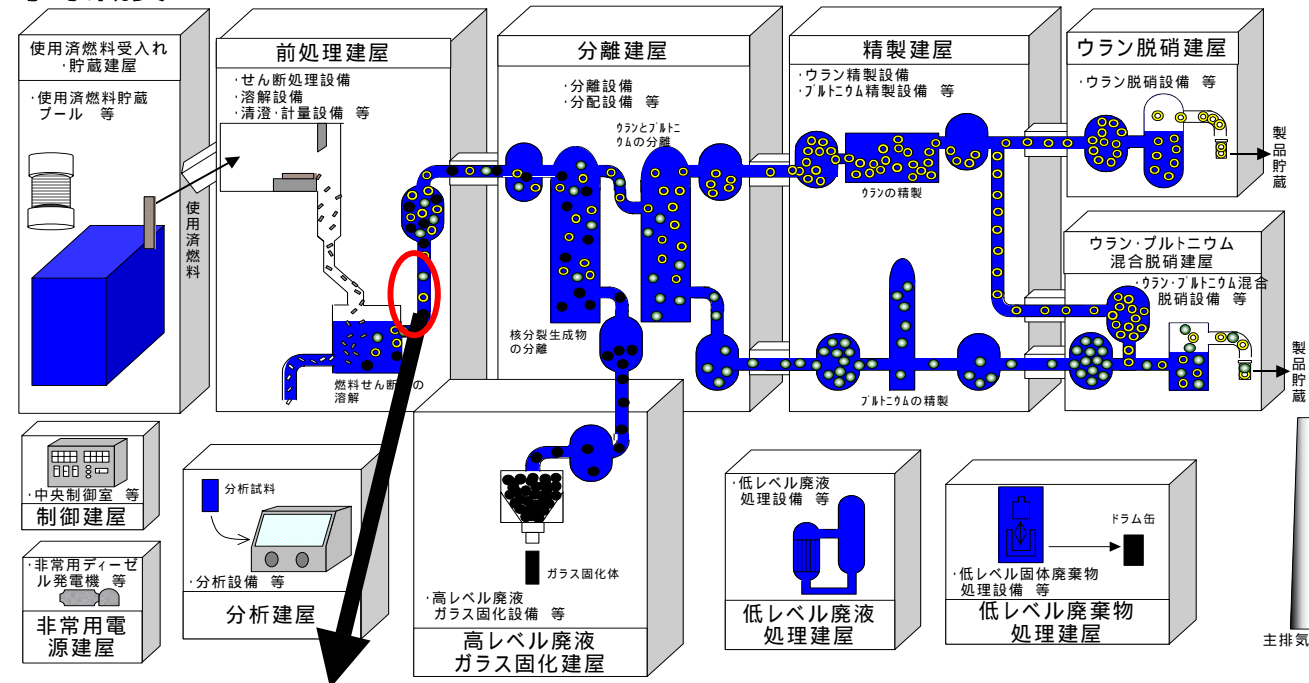 使用済燃料受入れ
・貯蔵建屋
・使用済燃料貯蔵
プール 等
使用済燃料
前処理建屋
・せん断処理設備
・溶解設備
・清澄・計量設備 等
燃料せん断
の
溶解
分離建屋
・分離設備
・分配設備 等
ウランとプルトニ
ウムの分離
核分裂生成物
の分離
精製建屋
・ウラン精製設備
・プルトニウム精製設備 等
ウランの精製
プルトニウムの精製
ウラン脱硝建屋
・ウラン脱硝設備 等
製品貯蔵
ウラン・プルトニウム
混合脱硝建屋
・ウラン・プルトニウム混合
脱硝設備 等
製品貯蔵
・中央制御室 等
制御建屋
・非常用ディーゼ
ル発電機 等
非常用電
源建屋
分析試料
・分析設備 等
分析建屋
ガラス固化体
・高レベル廃液
ガラス固化設備 等
高レベル廃液
ガラス固化建屋
・低レベル廃液
処理設備 等
低レベル廃液
処理建屋
ドラム缶
・低レベル固体廃棄物
処理設備 等
低レベル廃棄物
処理建屋
主排気